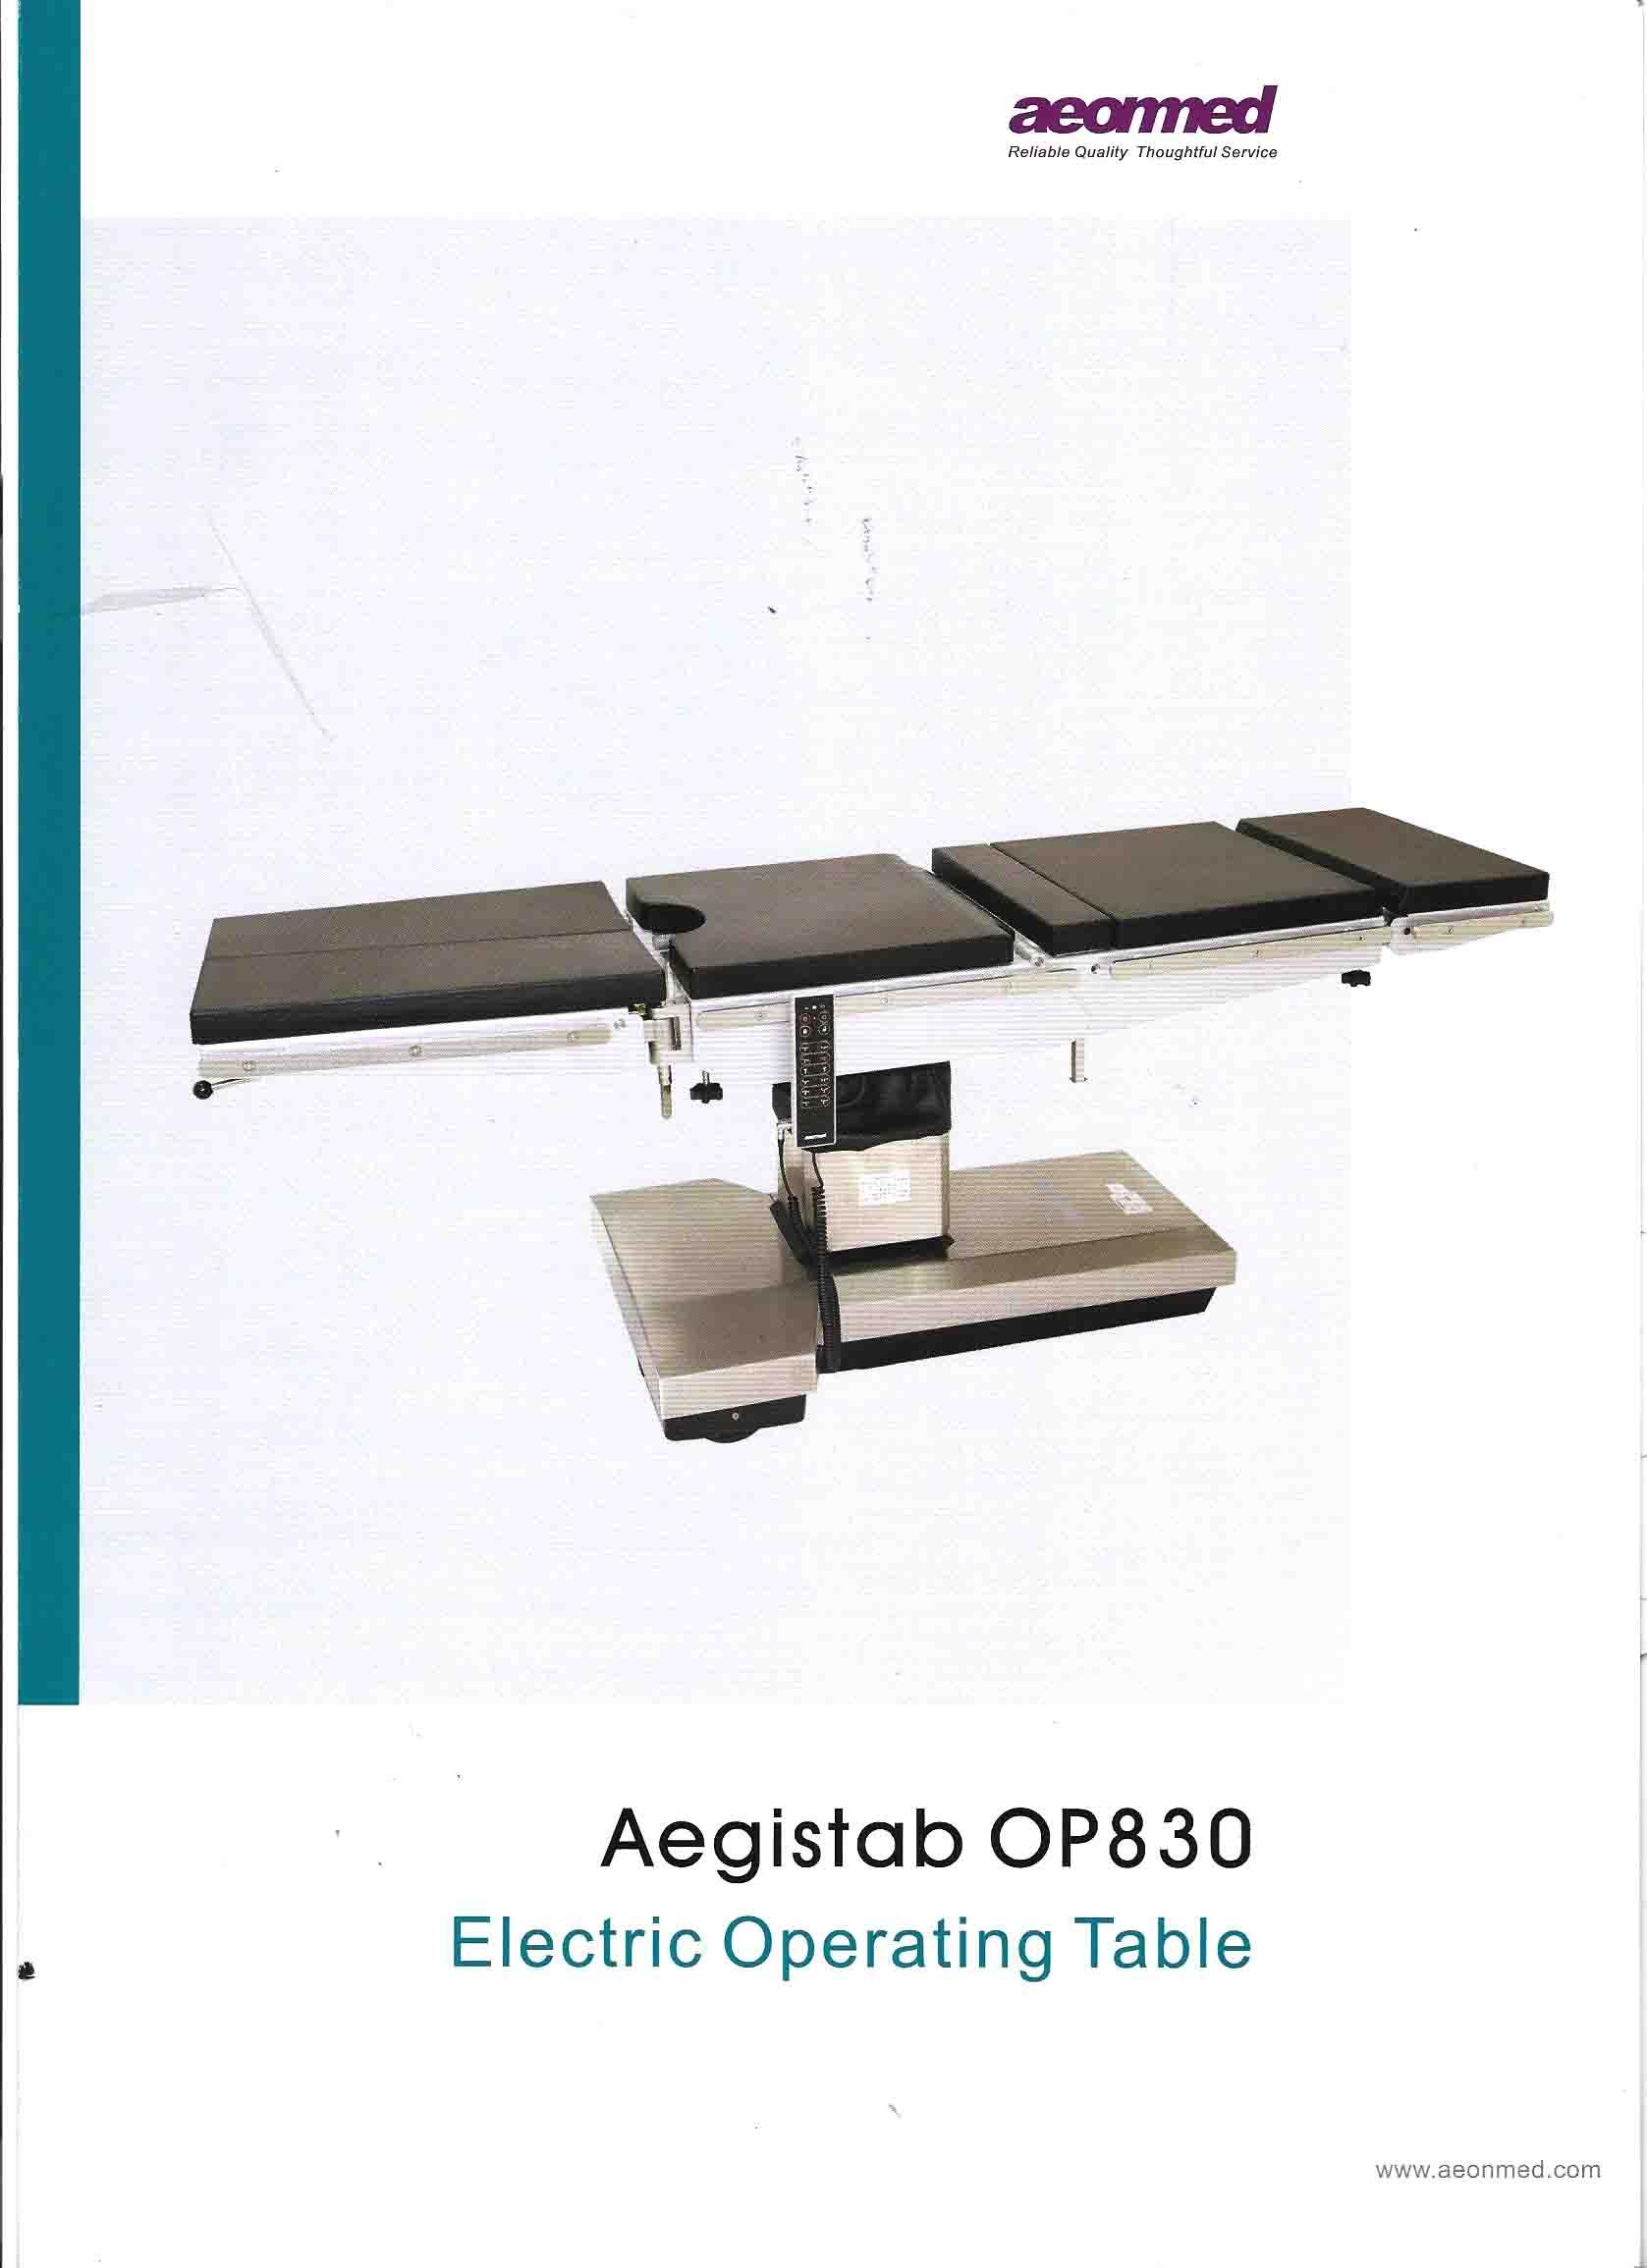 aeonmed
Reliable Quality Thoughtful Service
Aegistab OP830
Electric Operating Table
www.aeonmed.com